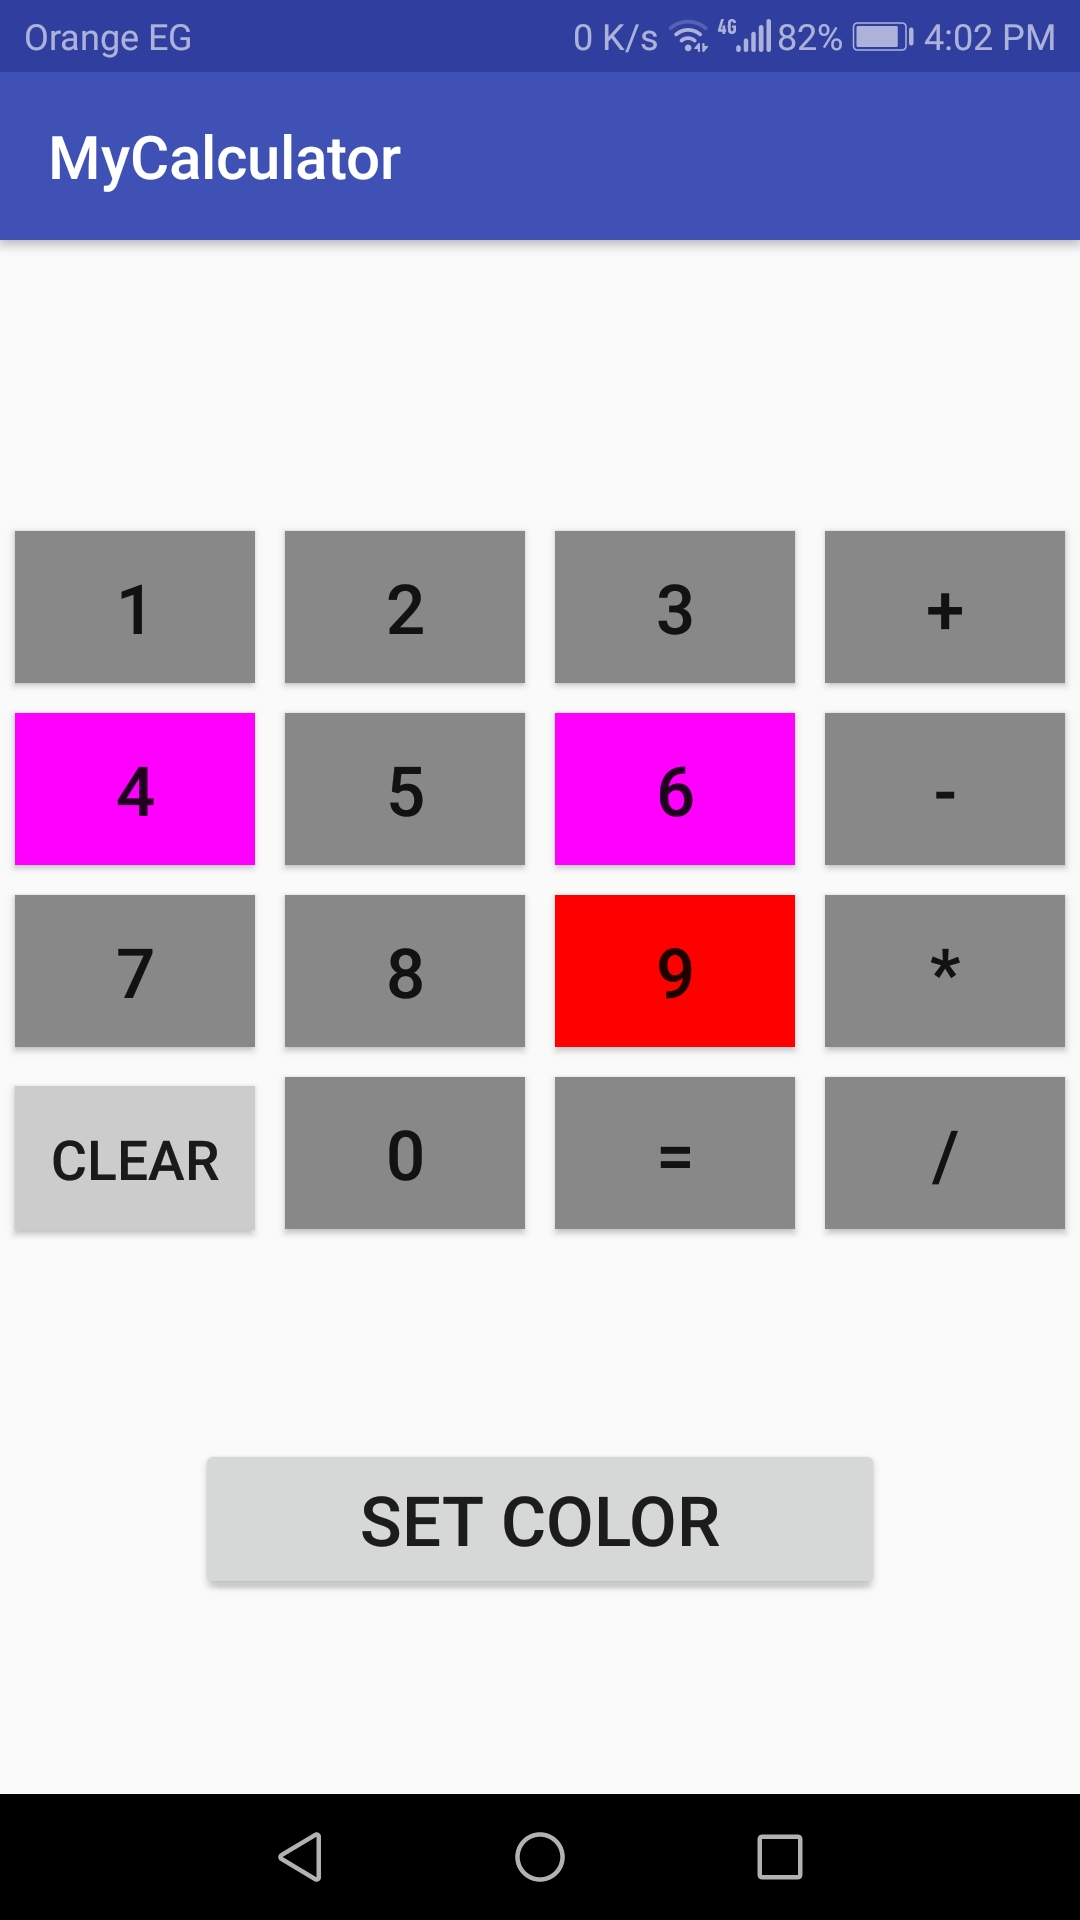 Orange EG 0 K/s 4G 82% 4:02 PM
MyCalculator
1 2 3 +
4 5 6 -
7 8 9 *
CLEAR 0 = /
SET COLOR